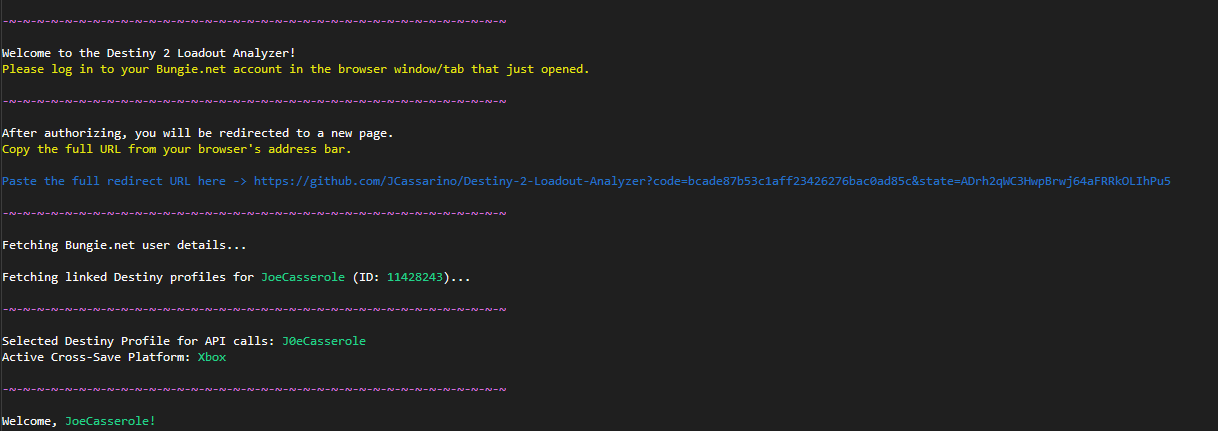 -~-~-~-~-~-~-~-~-~-~-~-~-~-~-~-~-~-~-~-~-~-~-~-~-~-~-~-~-~-~-~-~-~-~-~-~
Welcome to the Destiny 2 Loadout Analyzer!
Please log in to your Bungie.net account in the browser window/tab that just opened.
-~-~-~-~-~-~-~-~-~-~-~-~-~-~-~-~-~-~-~-~-~-~-~-~-~-~-~-~-~-~-~-~-~-~-~-~
After authorizing, you will be redirected to a new page.
Copy the full URL from your browser's address bar.
Paste the full redirect URL here -> https://github.com/JCassarino/Destiny-2-Loadout-Analyzer?code=bcade87b53c1aff23426276bac0ad85c&state=ADrh2qWC3HwpBrwj64aFRRkOLIhPu5
-~-~-~-~-~-~-~-~-~-~-~-~-~-~-~-~-~-~-~-~-~-~-~-~-~-~-~-~-~-~-~-~-~-~-~-~
Fetching Bungie.net user details...
Fetching linked Destiny profiles for JoeCasserole (ID: 11428243)...
-~-~-~-~-~-~-~-~-~-~-~-~-~-~-~-~-~-~-~-~-~-~-~-~-~-~-~-~-~-~-~-~-~-~-~-~
Selected Destiny Profile for API calls: J0eCasserole
Active Cross-Save Platform: Xbox
-~-~-~-~-~-~-~-~-~-~-~-~-~-~-~-~-~-~-~-~-~-~-~-~-~-~-~-~-~-~-~-~-~-~-~-~
Welcome, JoeCasserole!